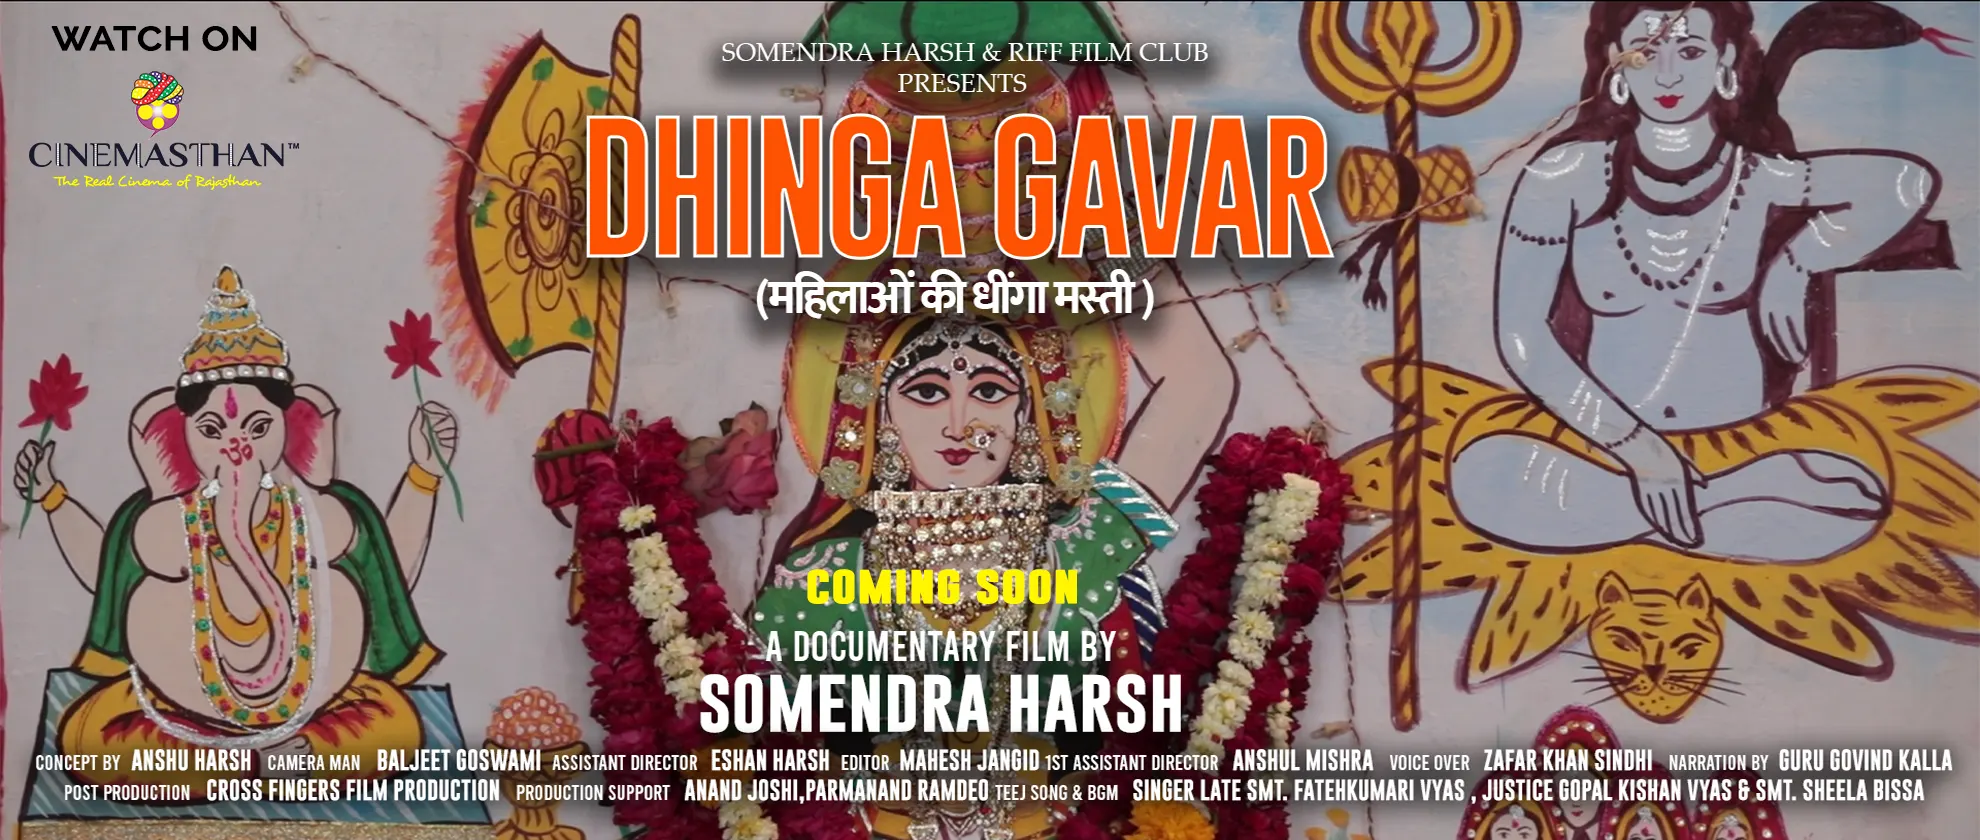 WATCH ON
CINEMASTHAN™
The Real Cinema of Rajasthan
SOMENDRA HARSH & RIFF FILM CLUB
PRESENTS
DHINGA GAVAR
(महिलाओं की धींगा मस्ती )
COMING SOON
A DOCUMENTARY FILM BY
SOMENDRA HARSH
CONCEPT BY ANSHU HARSH CAMERA MAN BALJEET GOSWAMI ASSISTANT DIRECTOR ESHAN HARSH EDITOR MAHESH JANGID 1ST ASSISTANT DIRECTOR ANSHUL MISHRA VOICE OVER ZAFAR KHAN SINDHI NARRATION BY GURU GOVIND KALLA
POST PRODUCTION CROSS FINGERS FILM PRODUCTION PRODUCTION SUPPORT ANAND JOSHI,PARMANAND RAMDEO TEEJ SONG & BGM SINGER LATE SMT. FATEHKUMARI VYAS , JUSTICE GOPAL KISHAN VYAS & SMT. SHEELA BISSA